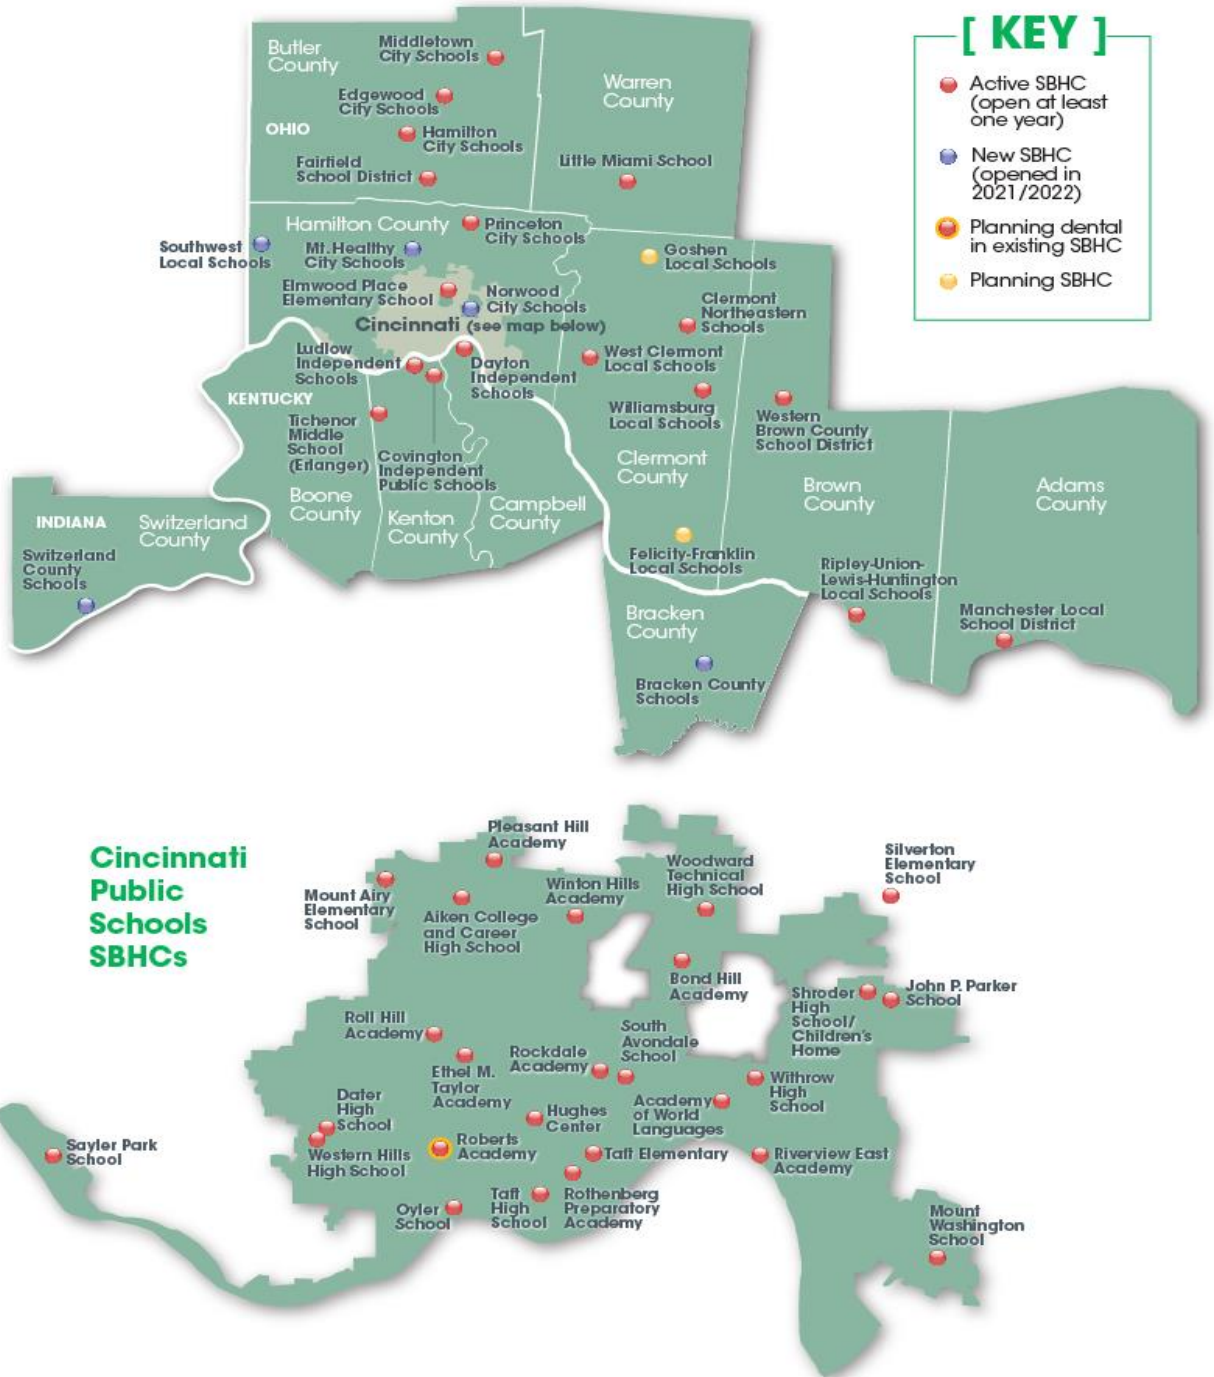 [ KEY ]
Active SBHC
(open at least
one year)
New SBHC
(opened in
2021/2022)
Planning dental
in existing SBHC
Planning SBHC
Butler
County
Middletown
City Schools
Edgewood
City Schools
OHIO
Hamilton
City Schools
Fairfield
School District
Warren
County
Little Miami School
Hamilton County
Princeton
City Schools
Southwest
Local Schools
Mt. Healthy
City Schools
Goshen
Local Schools
Elmwood Place
Elementary School
Norwood
City Schools
Cincinnati (see map below)
Clermont
Northeastern
Schools
Ludlow
Independent
Schools
Dayton
Independent
Schools
West Clermont
Local Schools
KENTUCKY
Williamsburg
Local Schools
Western
Brown County
School District
Tichenor
Middle
School
(Erlanger)
Covington
Independent
Public Schools
Clermont
County
Brown
County
Adams
County
Boone
County
Kenton
County
Campbell
County
INDIANA
Switzerland
County
Switzerland
County
Schools
Felicity-Franklin
Local Schools
Ripley-Union-
Lewis-Huntington
Local Schools
Manchester Local
School District
Bracken
County
Bracken County
Schools
Cincinnati
Public
Schools
SBHCs
Pleasant Hill
Academy
Mount Airy
Elementary
School
Aiken College
and Career
High School
Winton Hills
Academy
Woodward
Technical
High School
Silverton
Elementary
School
Bond Hill
Academy
Shroder
High
School/
Children's
Home
John P. Parker
School
Roll Hill
Academy
Ethel M.
Taylor
Academy
Rockdale
Academy
South
Avondale
School
Academy
of World
Languages
Withrow
High
School
Dater
High
School
Hughes
Center
Sayler Park
School
Western Hills
High School
Roberts
Academy
Taft Elementary
Riverview East
Academy
Oyler
School
Taft
High
School
Rothenberg
Preparatory
Academy
Mount
Washington
School